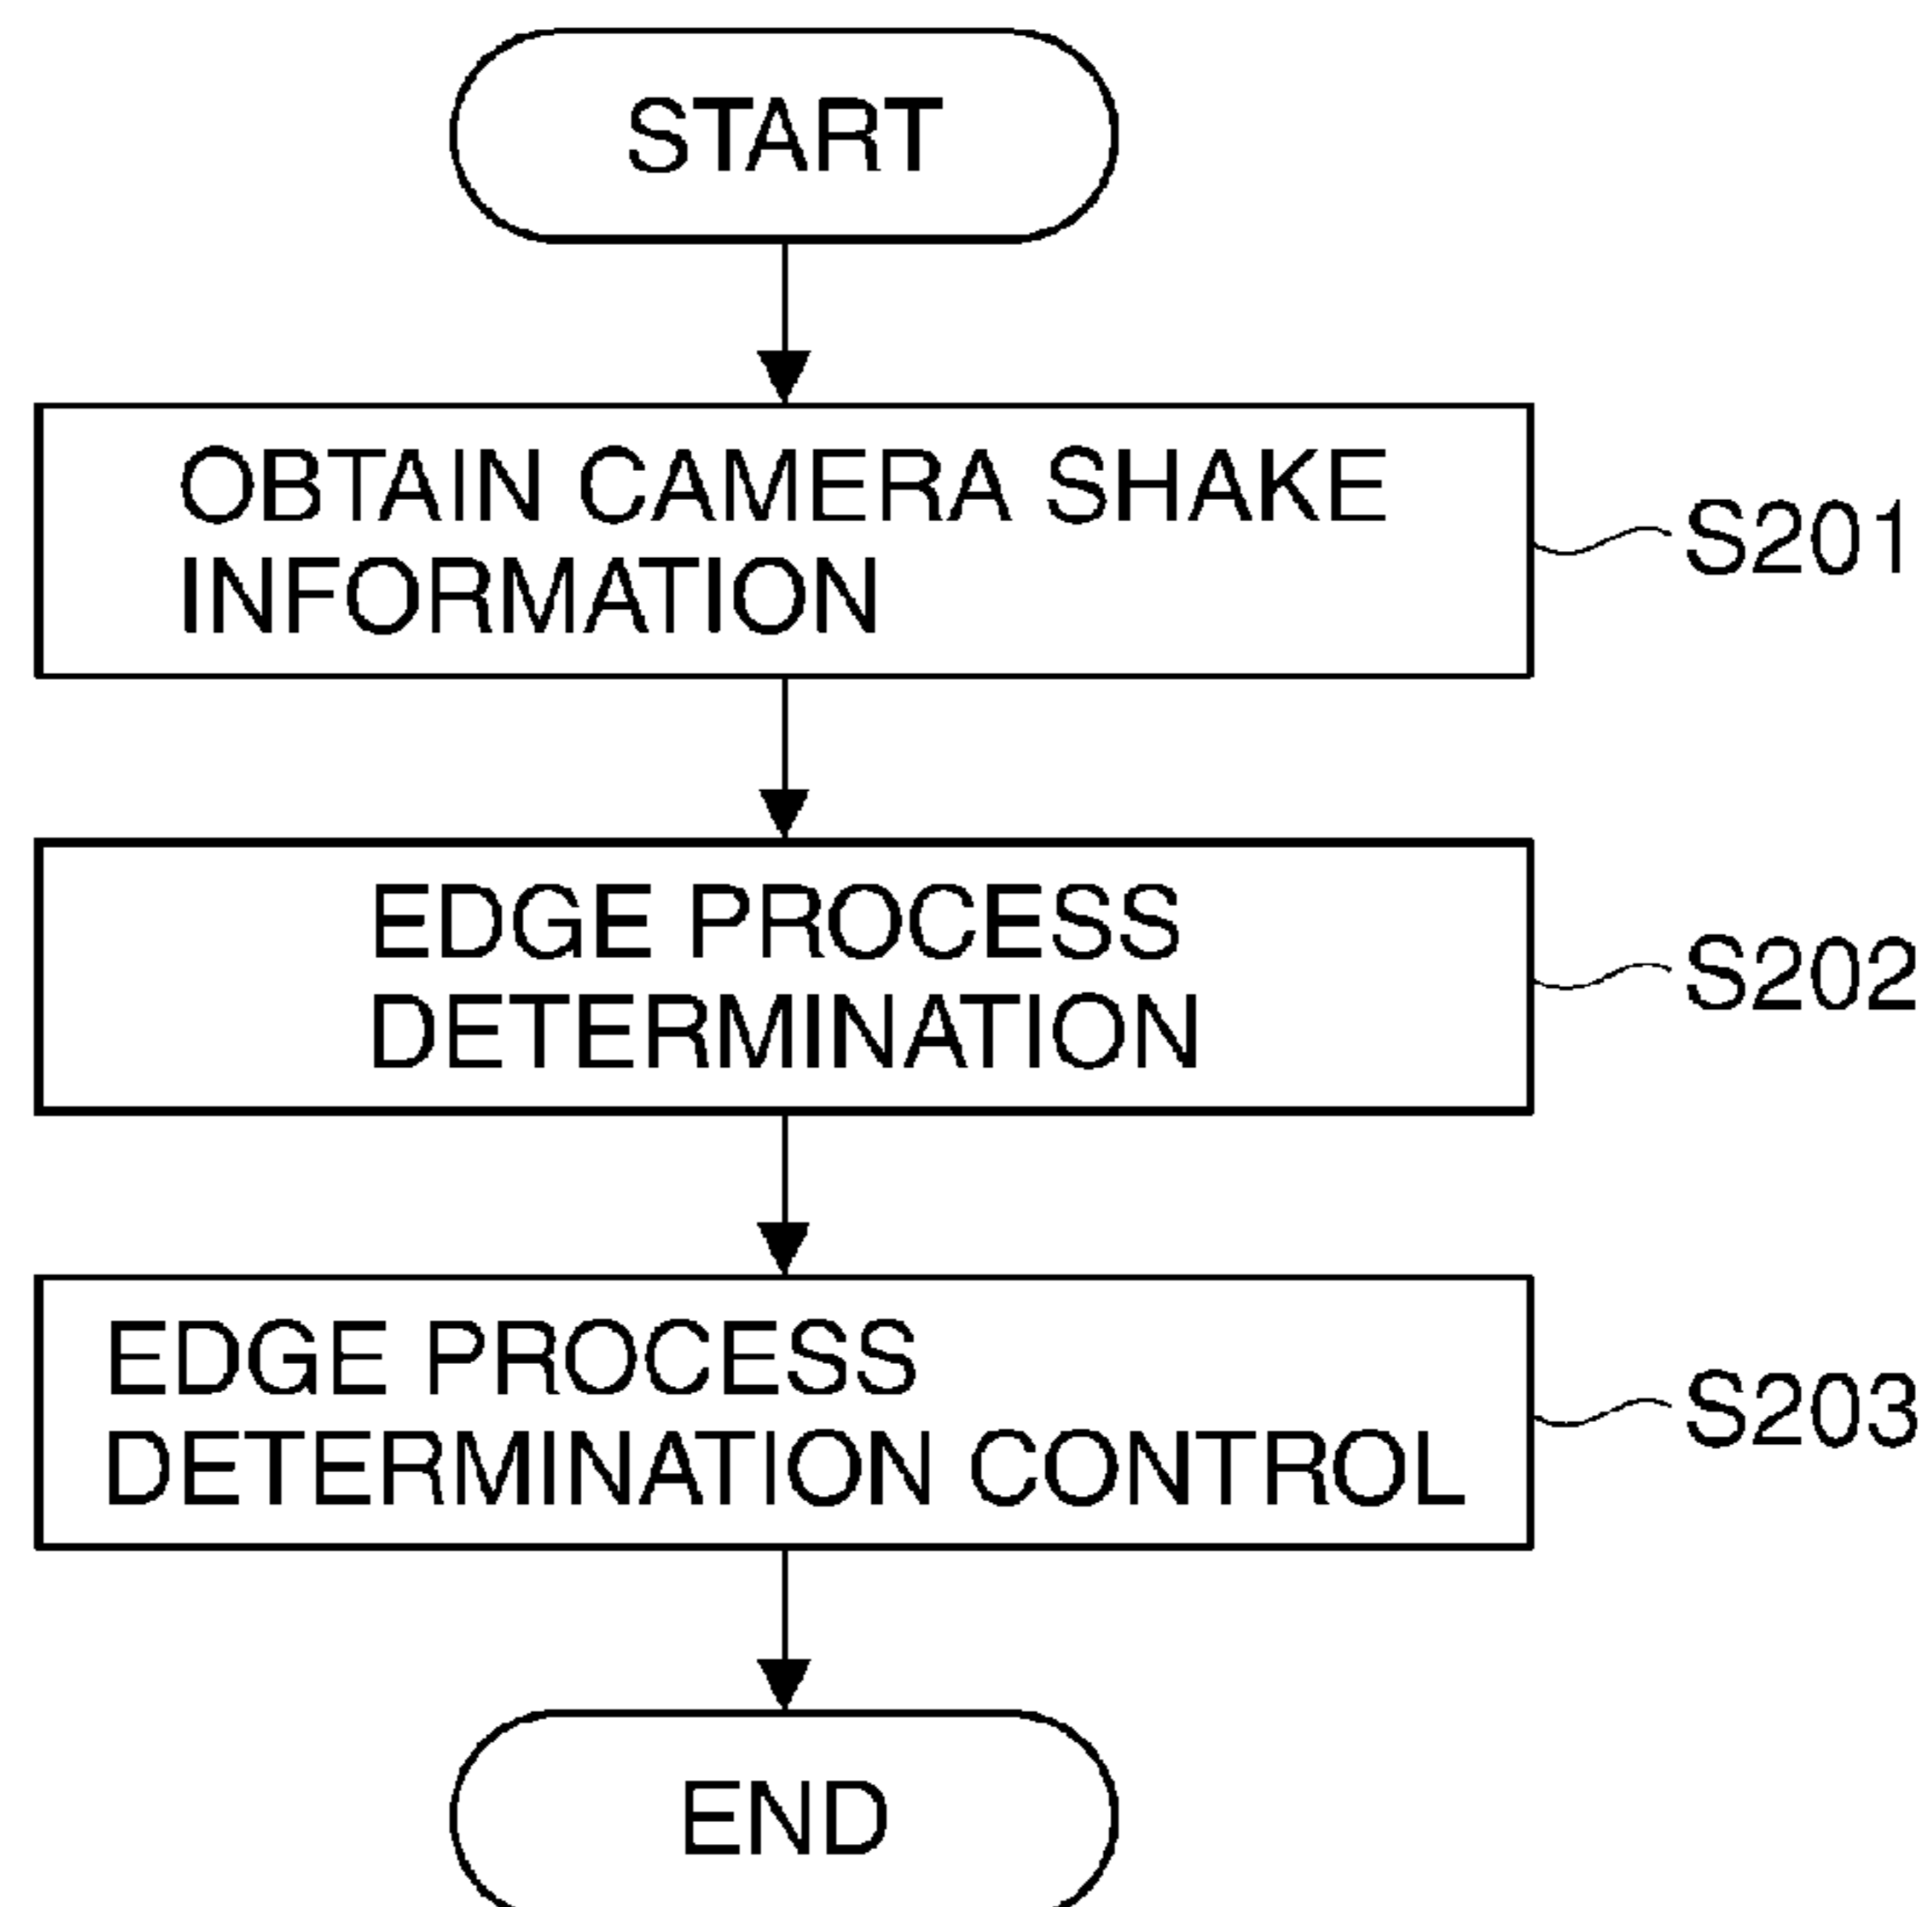 START
OBTAIN CAMERA SHAKE
INFORMATION
S201
EDGE PROCESS
DETERMINATION
S202
EDGE PROCESS
DETERMINATION CONTROL
S203
END